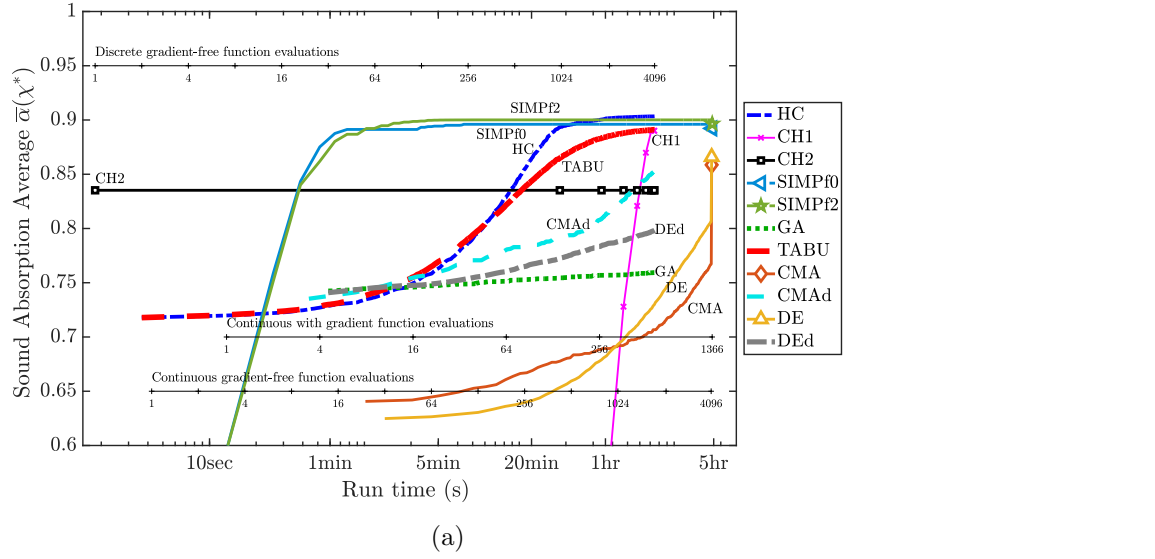 Sound Absorption Average ᾱ(χ*)
1
0.95
0.9
0.85
0.8
0.75
0.7
0.65
0.6
Discrete gradient-free function evaluations
1 4 16 64 256 1024 4096
SIMPf2
SIMPf0
HC
CH1
TABU
CH2
CMAd
DEd
GA
DE
CMA
Continuous with gradient function evaluations
1 4 16 64 256 1366
Continuous gradient-free function evaluations
1 4 16 64 256 1024 4096
10sec 1min 5min 20min 1hr 5hr
Run time (s)
HC
CH1
CH2
SIMPf0
SIMPf2
GA
TABU
CMA
CMAd
DE
DEd
(a)